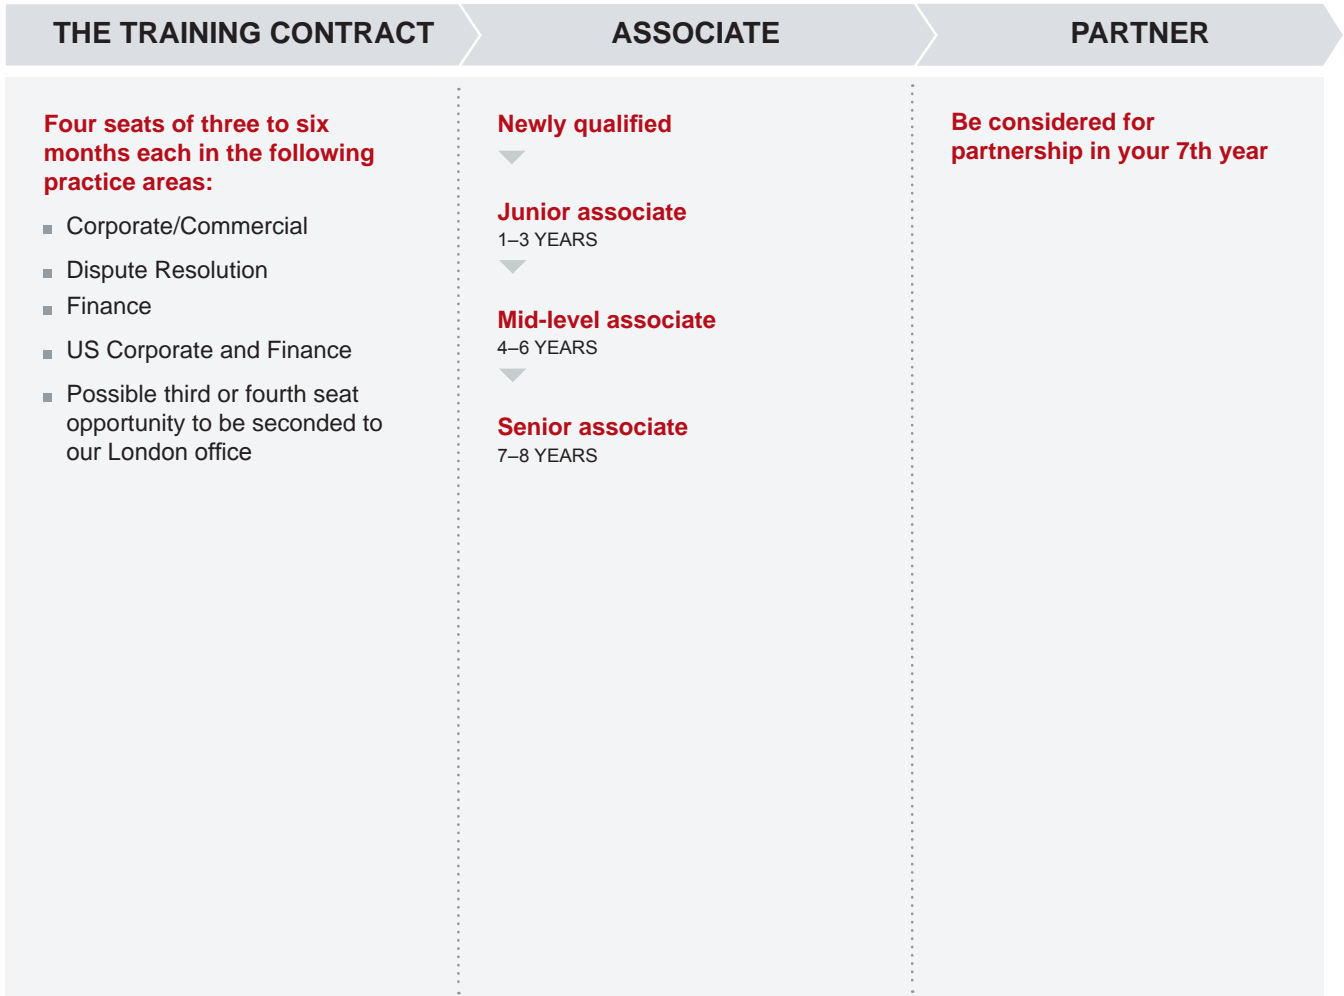 THE TRAINING CONTRACT
ASSOCIATE
PARTNER
Four seats of three to six
months each in the following
practice areas:
Corporate/Commercial
Dispute Resolution
Finance
US Corporate and Finance
Possible third or fourth seat
opportunity to be seconded to
our London office
Newly qualified
Junior associate
1–3 YEARS
Mid-level associate
4–6 YEARS
Senior associate
7–8 YEARS
Be considered for
partnership in your 7th year